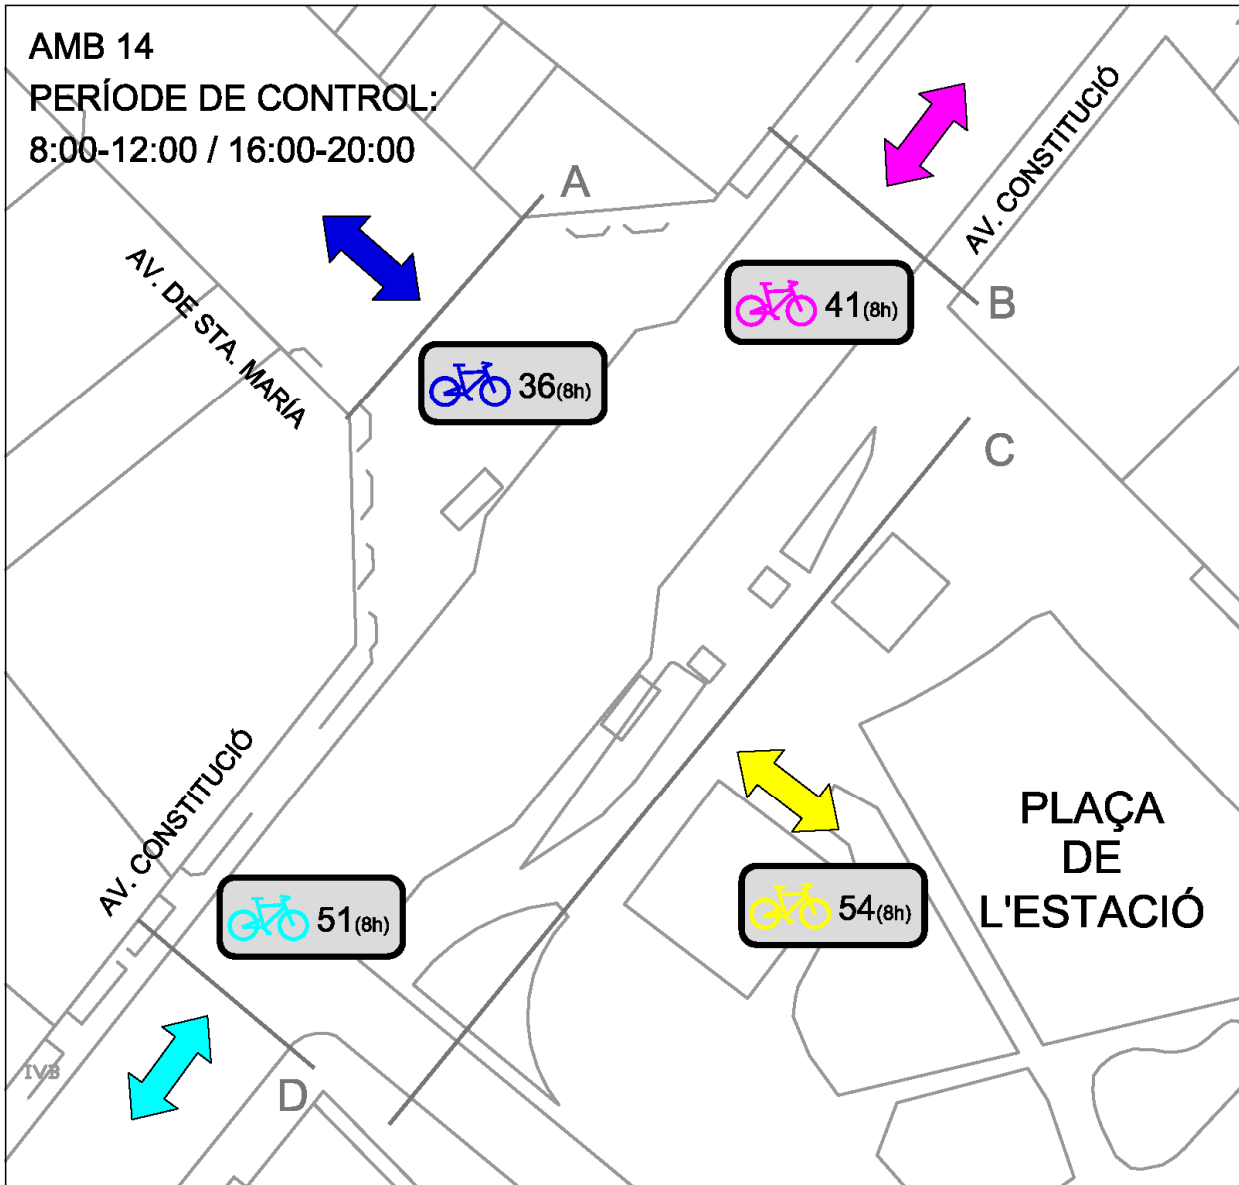 AMB 14
PERÍODE DE CONTROL:
8:00-12:00 / 16:00-20:00
A
AV. CONSTITUCIÓ
AV. DE STA. MARÍA
41(8h)
B
36(8h)
C
AV. CONSTITUCIÓ
PLAÇA
DE
L'ESTACIÓ
51(8h)
54(8h)
IVB
D